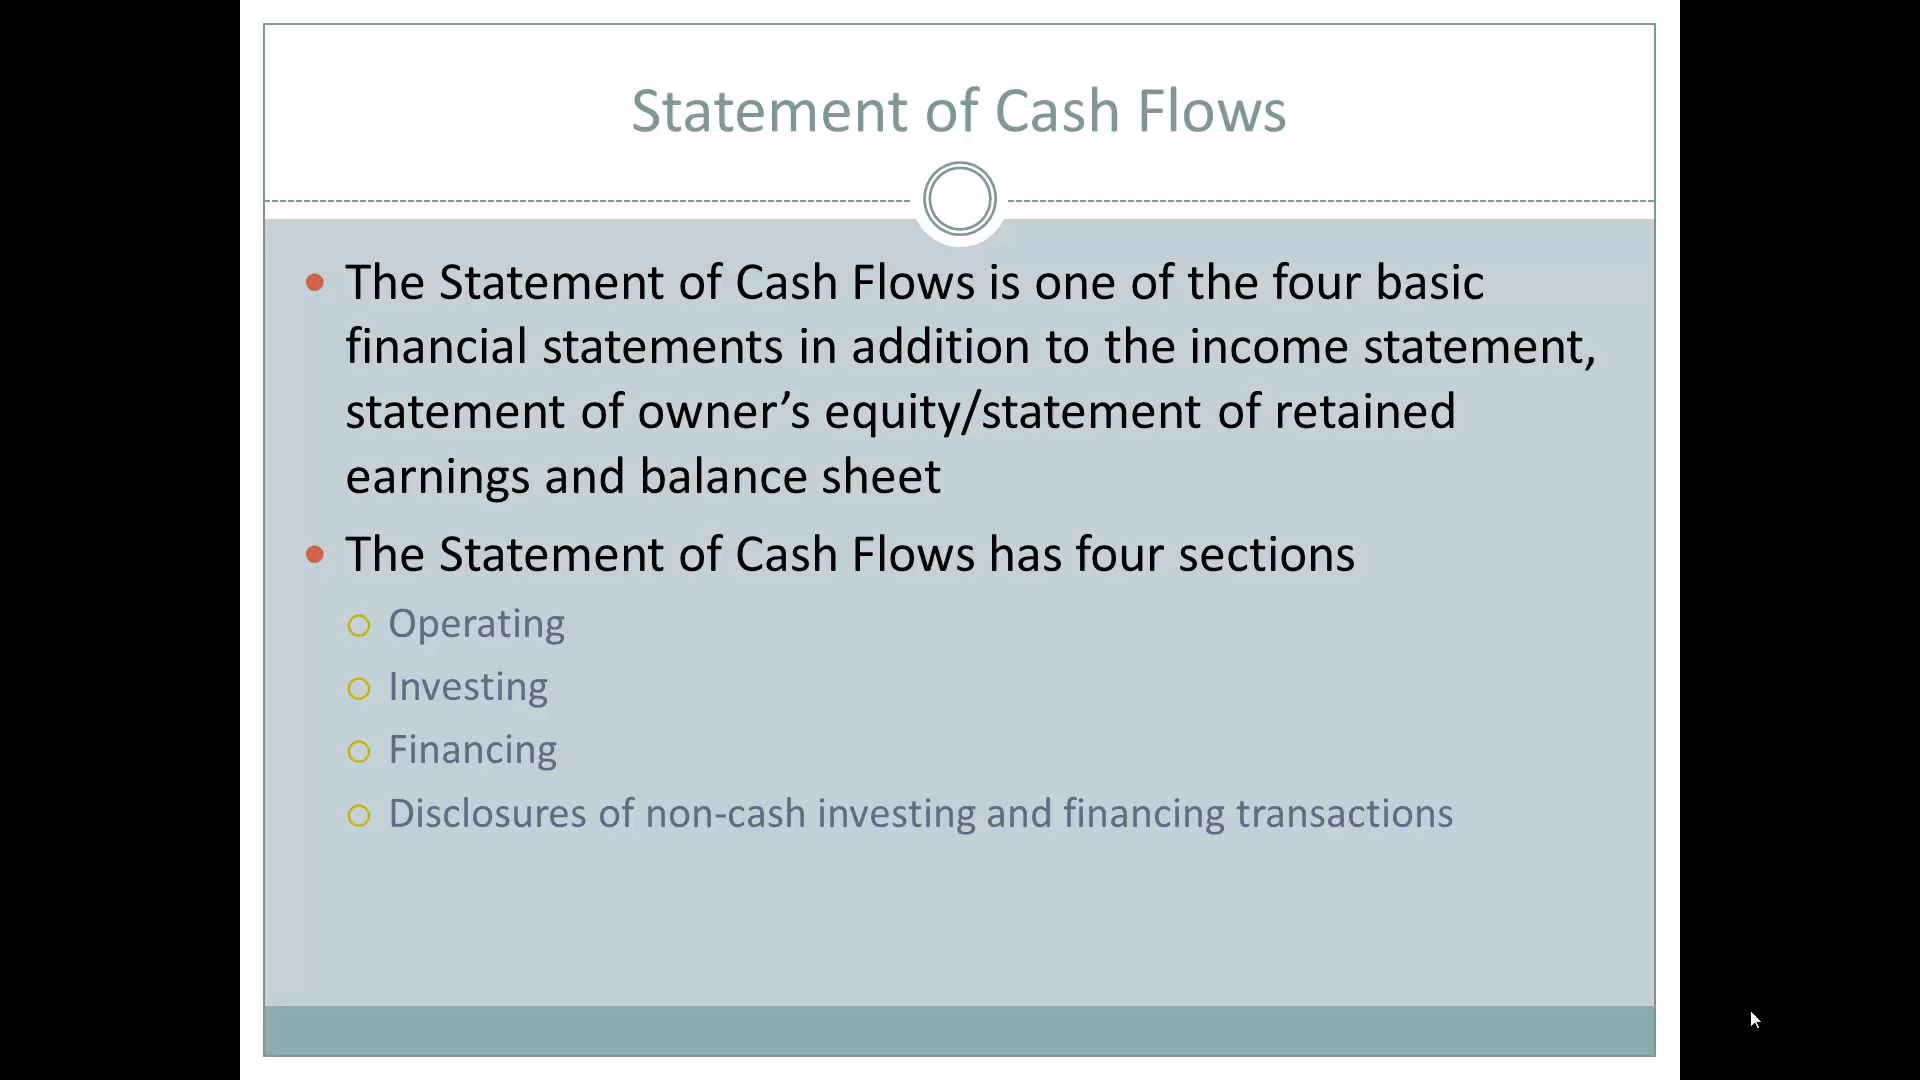 Statement of Cash Flows
The Statement of Cash Flows is one of the four basic
financial statements in addition to the income statement,
statement of owner’s equity/statement of retained
earnings and balance sheet
The Statement of Cash Flows has four sections
Operating
Investing
Financing
Disclosures of non-cash investing and financing transactions